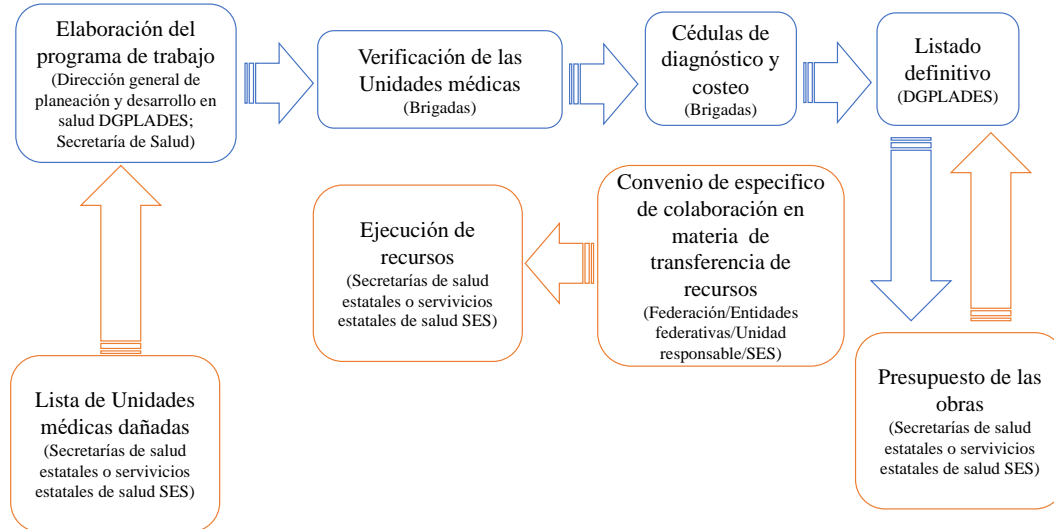 Elaboración del
programa de trabajo
(Dirección general de
planeación y desarrollo en
salud DGPLADES;
Secretaría de Salud)
Verificación de las
Unidades médicas
(Brigadas)
Cédulas de
diagnóstico y
costeo
(Brigadas)
Listado
definitivo
(DGPLADES)
Ejecución de
recursos
(Secretarías de salud
estatales o servivicios
estatales de salud SES)
Convenio de especifico
de colaboración en
materia de
transferencia de
recursos
(Federación/Entidades
federativas/Unidad
responsable/SES)
Lista de Unidades
médicas dañadas
(Secretarías de salud
estatales o servivicios
estatales de salud SES)
Presupuesto de las
obras
(Secretarías de salud
estatales o servivicios
estatales de salud SES)